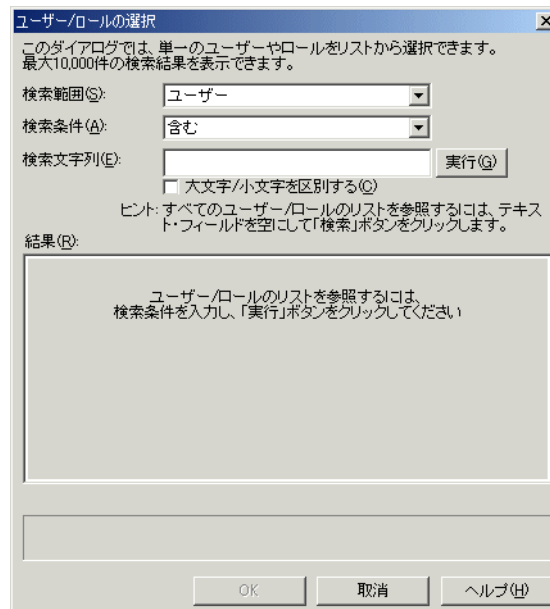 ユーザー/ロールの選択
このダイアログでは、単一のユーザーやロールをリストから選択できます。
最大10,000件の検索結果を表示できます。
検索範囲(S): ユーザー
検索条件(A): 含む
検索文字列(E): 実行(G)
大文字/小文字を区別する(C)
ヒント: すべてのユーザー/ロールのリストを参照するには、テキス
ト・フィールドを空にして「検索」ボタンをクリックします。
結果(R):
ユーザー/ロールのリストを参照するには、
検索条件を入力し、「実行」ボタンをクリックしてください
OK 取消 ヘルプ(H)